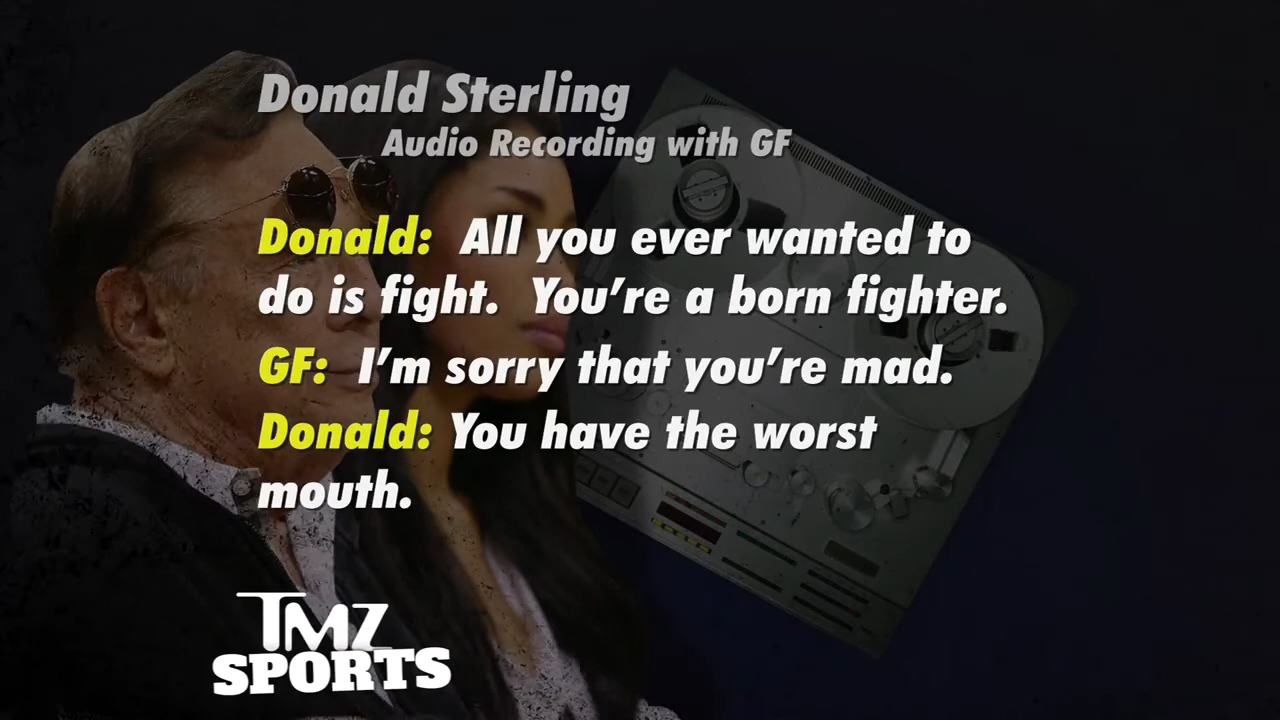 Donald Sterling
Audio Recording with GF
Donald: All you ever wanted to
do is fight. You're a born fighter.
GF: I'm sorry that you're mad.
Donald: You have the worst
mouth.
TMZ
SPORTS